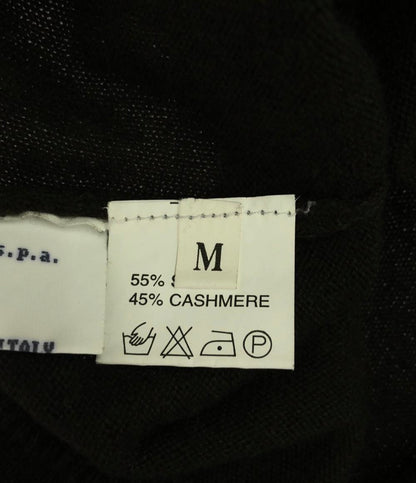 s.p.a.
ITALY
M
55% S
45% CASHMERE
P